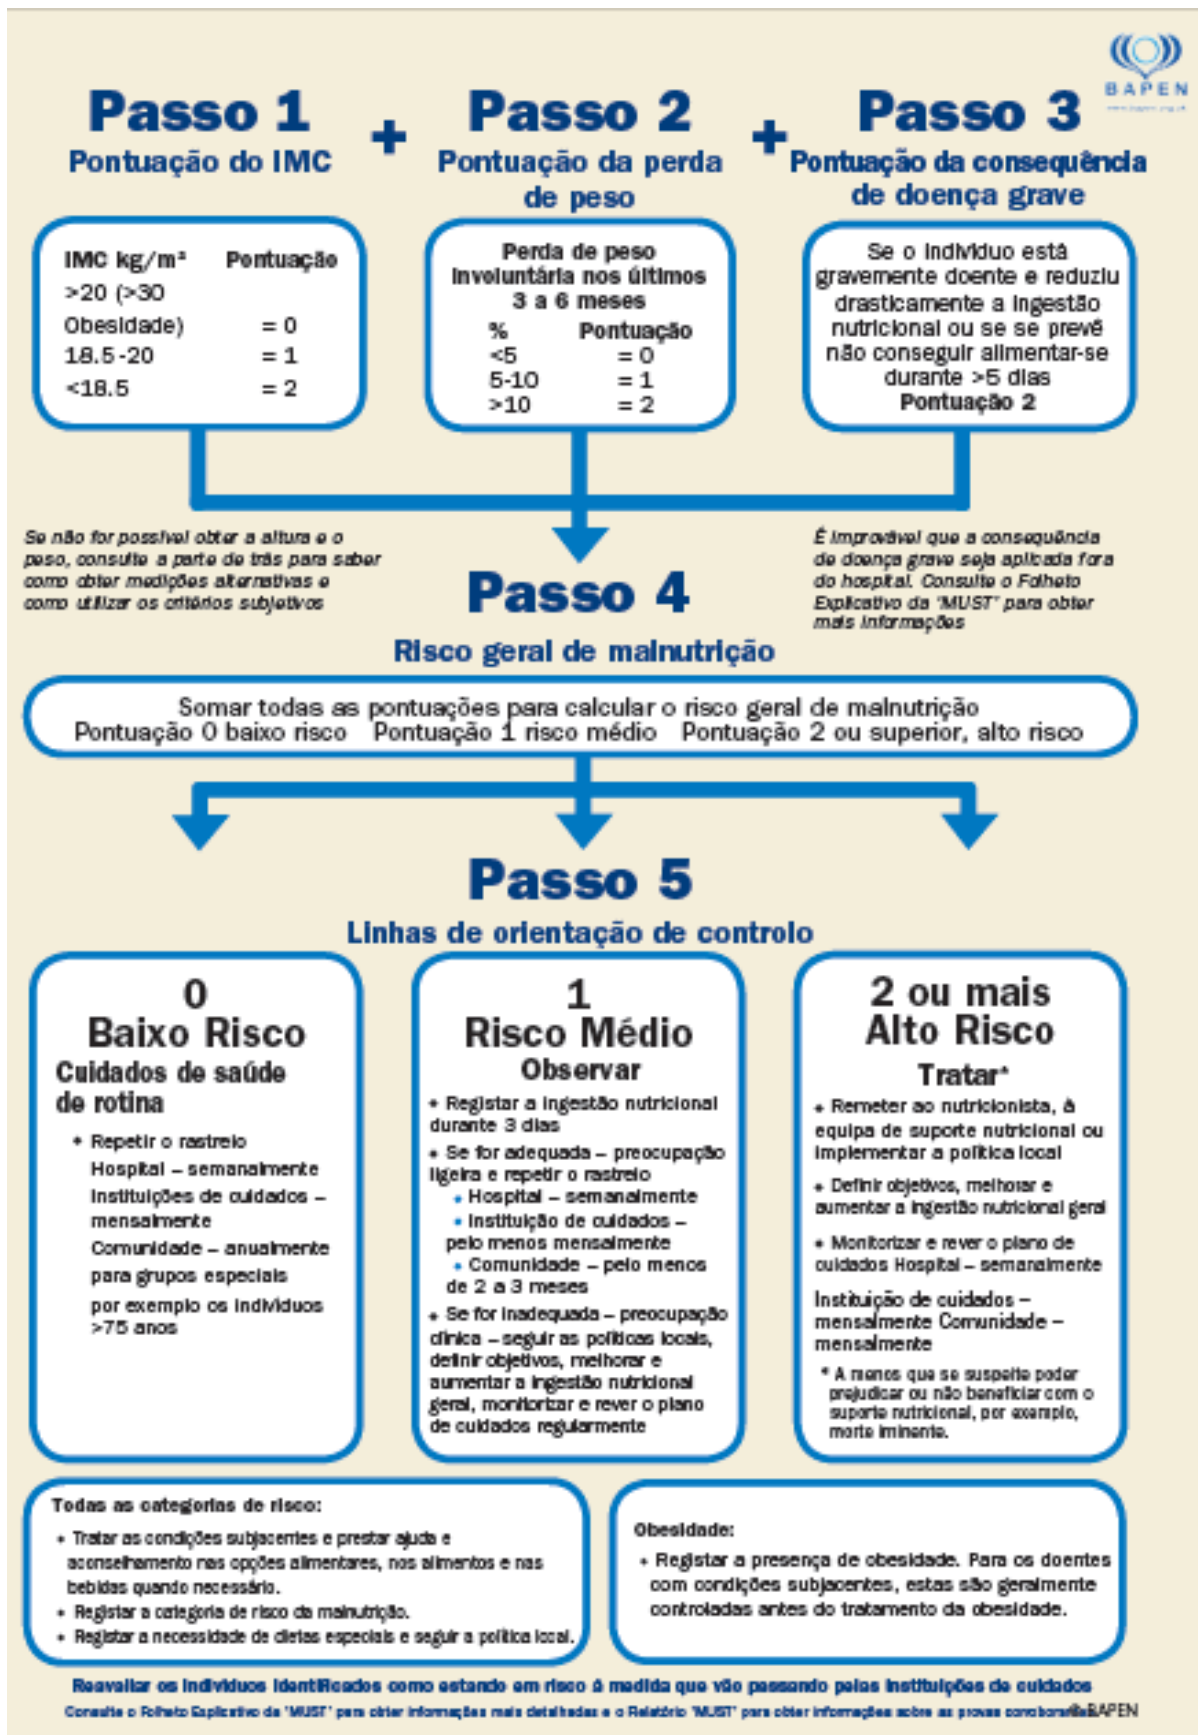 BAPEN
www.bapen.org.uk
Passo 1
Pontuação do IMC
+
Passo 2
Pontuação da perda
de peso
+
Passo 3
Pontuação da consequência
de doença grave
IMC kg/m² Pontuação
>20 (>30
Obesidade) = 0
18.5-20 = 1
<18.5 = 2
Perda de peso
involuntária nos últimos
3 a 6 meses
% Pontuação
<5 = 0
5-10 = 1
>10 = 2
Se o indivíduo está
gravemente doente e reduziu
drasticamente a ingestão
nutricional ou se se prevê
não conseguir alimentar-se
durante >5 dias
Pontuação 2
Se não for possível obter a altura e o
peso, consulte a parte de trás para saber
como obter medições alternativas e
como utilizar os critérios subjetivos
É improvável que a consequência
de doença grave seja aplicada fora
do hospital. Consulte o Folheto
Explicativo da 'MUST' para obter
mais informações
Passo 4
Risco geral de malnutrição
Somar todas as pontuações para calcular o risco geral de malnutrição
Pontuação 0 baixo risco Pontuação 1 risco médio Pontuação 2 ou superior, alto risco
Passo 5
Linhas de orientação de controlo
0
Baixo Risco
Cuidados de saúde
de rotina
• Repetir o rastreio
Hospital – semanalmente
Instituições de cuidados –
mensalmente
Comunidade – anualmente
para grupos especiais
por exemplo os indivíduos
>75 anos
1
Risco Médio
Observar
• Registar a ingestão nutricional
durante 3 dias
• Se for adequada – preocupação
ligeira e repetir o rastreio
• Hospital – semanalmente
• Instituição de cuidados –
pelo menos mensalmente
• Comunidade – pelo menos
de 2 a 3 meses
• Se for inadequada – preocupação
clínica – seguir as políticas locais,
definir objetivos, melhorar e
aumentar a ingestão nutricional
geral, monitorizar e rever o plano
de cuidados regularmente
2 ou mais
Alto Risco
Tratar*
• Remeter ao nutricionista, à
equipa de suporte nutricional ou
implementar a política local
• Definir objetivos, melhorar e
aumentar a ingestão nutricional geral
• Monitorizar e rever o plano de
cuidados Hospital – semanalmente
Instituição de cuidados –
mensalmente Comunidade –
mensalmente
* A menos que se suspeite poder
prejudicar ou não beneficiar com o
suporte nutricional, por exemplo,
morte iminente.
Todas as categorias de risco:
• Tratar as condições subjacentes e prestar ajuda e
aconselhamento nas opções alimentares, nos alimentos e nas
bebidas quando necessário.
• Registar a categoria de risco da malnutrição.
• Registar a necessidade de dietas especiais e seguir a política local.
Obesidade:
• Registar a presença de obesidade. Para os doentes
com condições subjacentes, estas são geralmente
controladas antes do tratamento da obesidade.
Reavaliar os indivíduos identificados como estando em risco à medida que vão passando pelas instituições de cuidados
Consulte o Folheto Explicativo da 'MUST' para obter informações mais detalhadas e o Relatório 'MUST' para obter informações sobre as provas
BAPEN